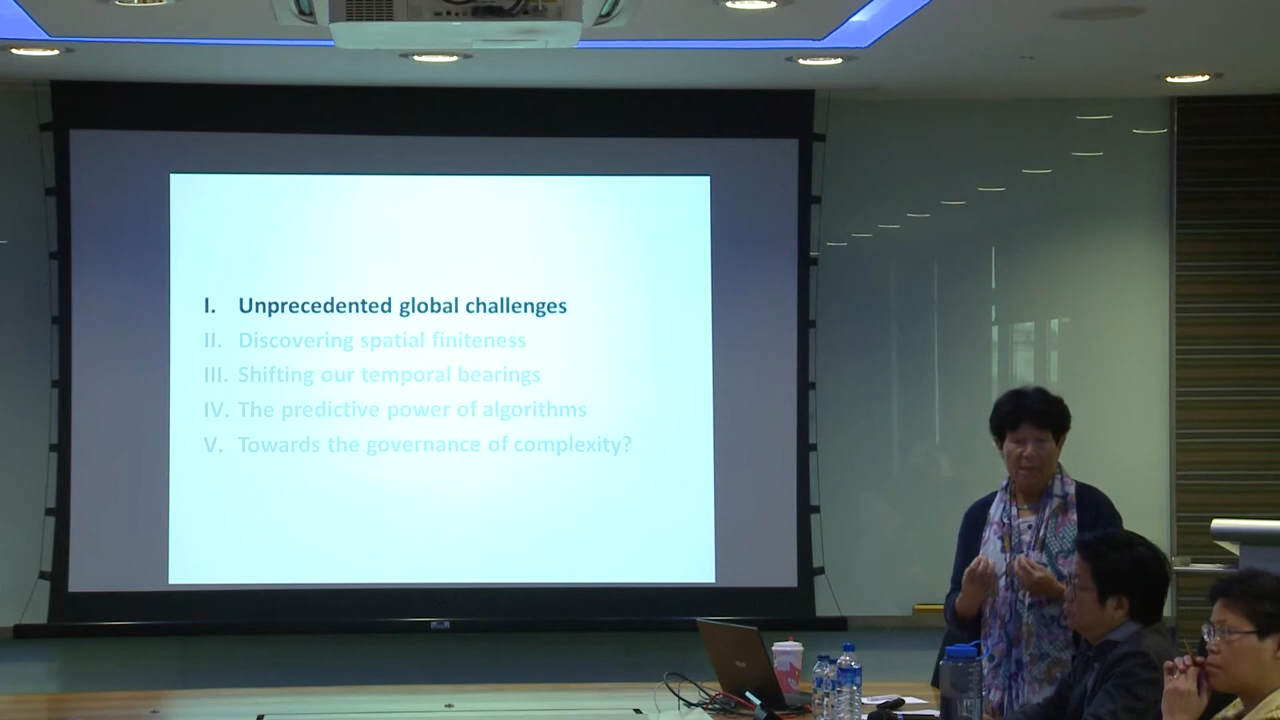 I. Unprecedented global challenges
II. Discovering spatial finiteness
III. Shifting our temporal bearings
IV. The predictive power of algorithms
V. Towards the governance of complexity?